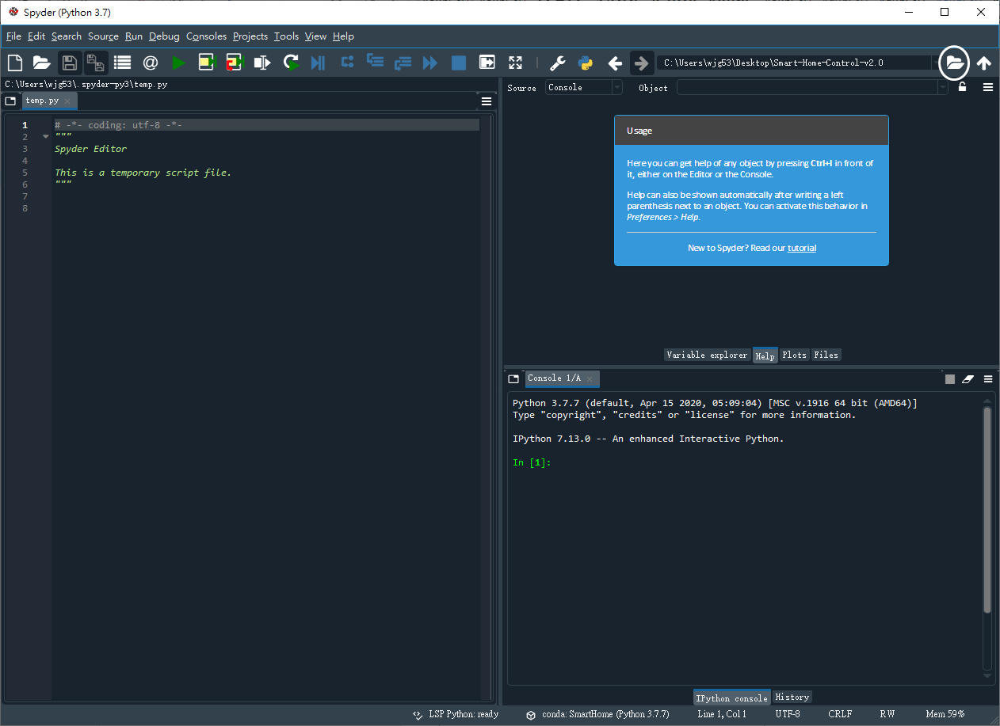 Spyder (Python 3.7)
File Edit Search Source Run Debug Consoles Projects Tools View Help
C:\Users\wjg53\Desktop\Smart-Home-Control-v2.0
C:\Users\wjg53\.spyder-py3\temp.py
temp.py
1 # -*- coding: utf-8 -*-
2 """
3 Spyder Editor
4
5 This is a temporary script file.
6 """
7
8
Source Console Object
Usage
Here you can get help of any object by pressing Ctrl+I in front of
it, either on the Editor or the Console.
Help can also be shown automatically after writing a left
parenthesis next to an object. You can activate this behavior in
Preferences > Help.
New to Spyder? Read our tutorial
Variable explorer Help Plots Files
Console 1/A
Python 3.7.7 (default, Apr 15 2020, 05:09:04) [MSC v.1916 64 bit (AMD64)]
Type "copyright", "credits" or "license" for more information.
IPython 7.13.0 -- An enhanced Interactive Python.
In [1]:
IPython console History
LSP Python: ready conda: SmartHome (Python 3.7.7) Line 1, Col 1 UTF-8 CRLF RW Mem 59%